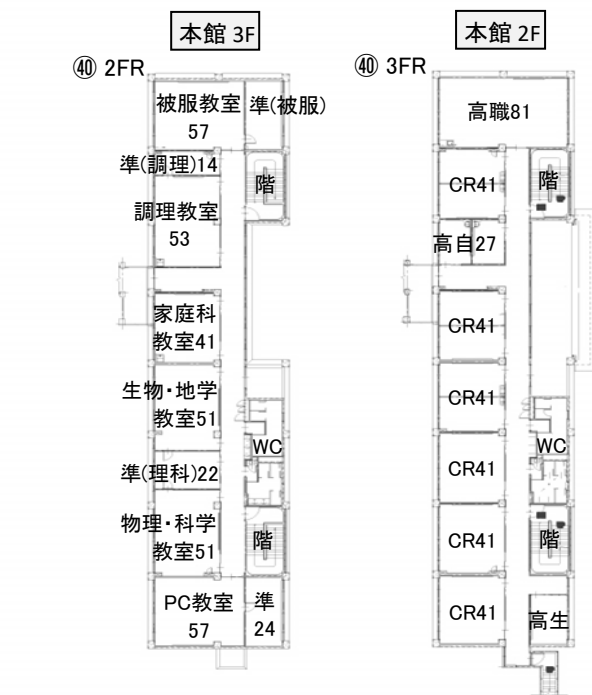 本館 3F
㊵ 2FR
被服教室
57
準(被服)
準(調理)14
階
調理教室
53
家庭科
教室41
生物・地学
教室51
WC
準(理科)22
物理・科学
教室51
階
PC教室
57
準
24
本館 2F
㊵ 3FR
高職81
CR41
階
高自27
CR41
CR41
WC
CR41
CR41
階
CR41
高生